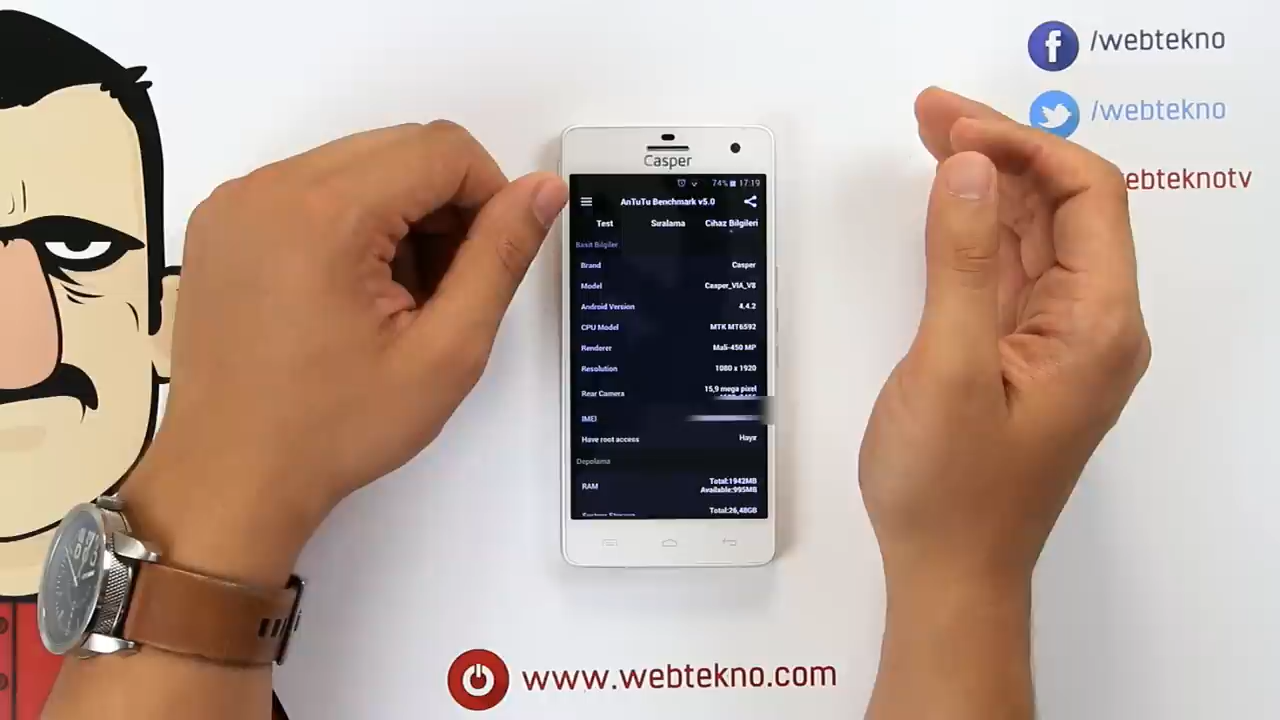 /webtekno
/webtekno
ebteknotv
Casper
74% 17:19
AnTuTu Benchmark v5.0
Test Sıralama Cihaz Bilgileri
Basit Bilgiler
Brand Casper
Model Casper_VIA_V8
Android Version 4.4.2
CPU Model MTK MT6592
Renderer Mali-450 MP
Resolution 1080 x 1920
Rear Camera 15,9 mega pixel
IMEI
Have root access Hayır
Depolama
RAM Total:1942MB
Available:995MB
Total:26,48GB
www.webtekno.com